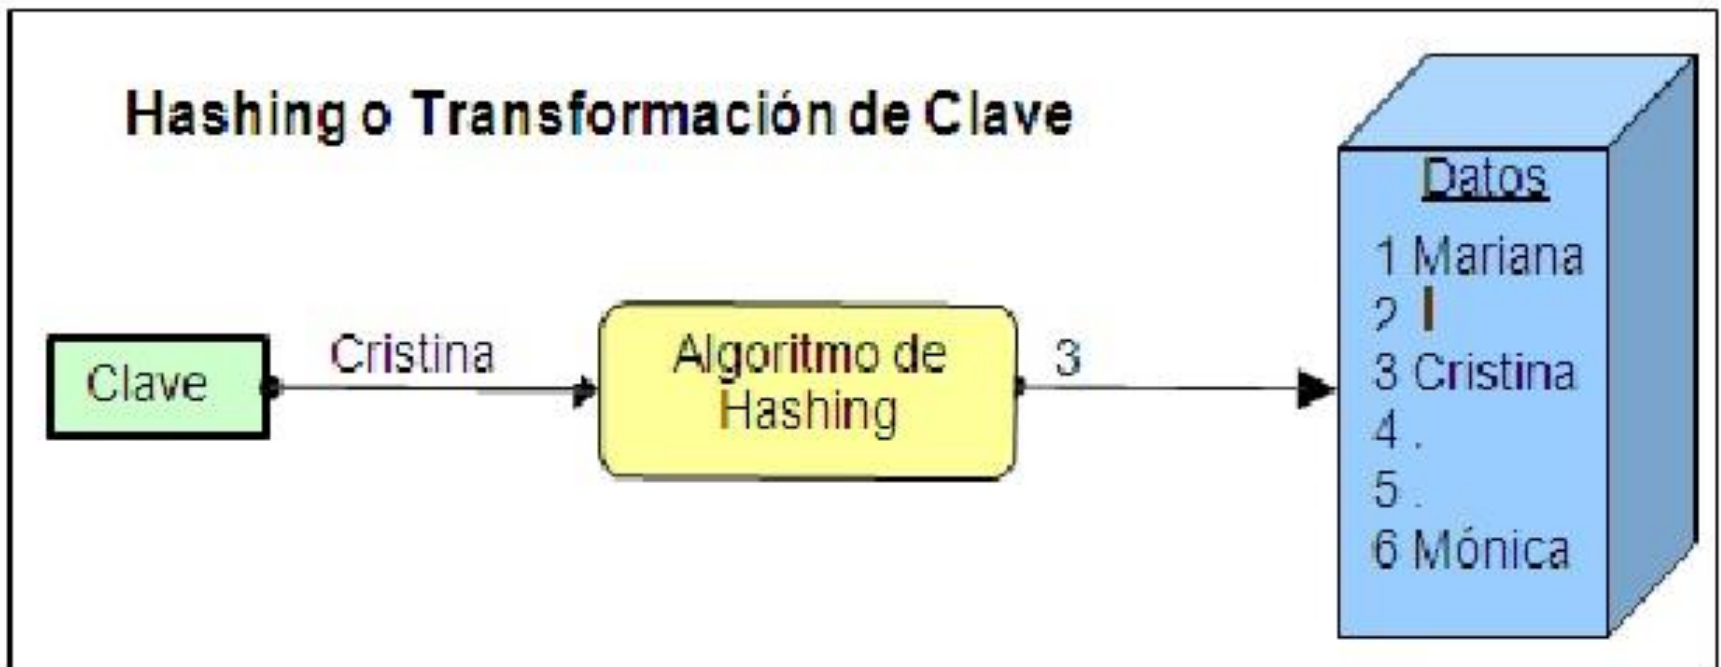 Hashing o Transformación de Clave
Clave
Cristina
Algoritmo de
Hashing
3
Datos
1 Mariana
2
3 Cristina
4 .
5 .
6 Mónica